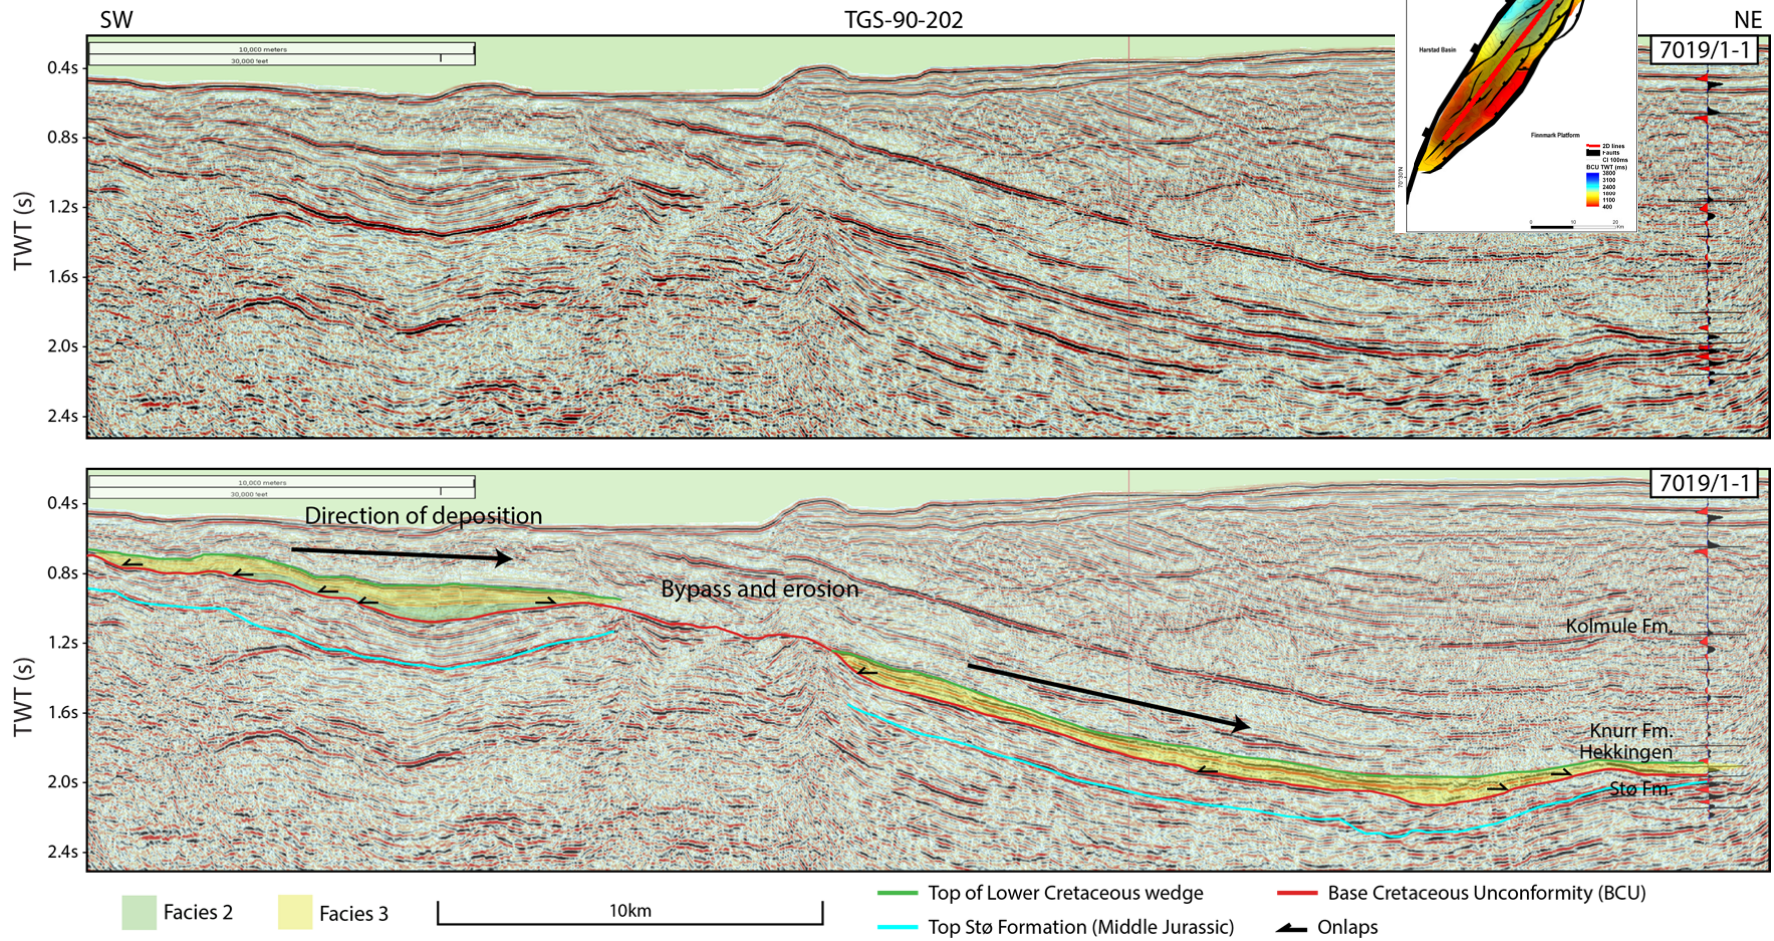 SW
TGS-90-202
NE
7019/1-1
10,000 meters
30,000 feet
0.4s
0.8s
1.2s
1.6s
2.0s
2.4s
TWT (s)
Harstad Basin
Finnmark Platform
2D lines
Faults
CI 100ms
BCU TWT (ms)
3800
3100
2400
1100
400
0 10 20
7019/1-1
10,000 meters
30,000 feet
0.4s
0.8s
1.2s
1.6s
2.0s
2.4s
TWT (s)
Direction of deposition
Bypass and erosion
Kolmule Fm.
Knurr Fm.
Hekkingen
Stø Fm.
Facies 2
Facies 3
10km
Top of Lower Cretaceous wedge
Base Cretaceous Unconformity (BCU)
Top Stø Formation (Middle Jurassic)
Onlaps